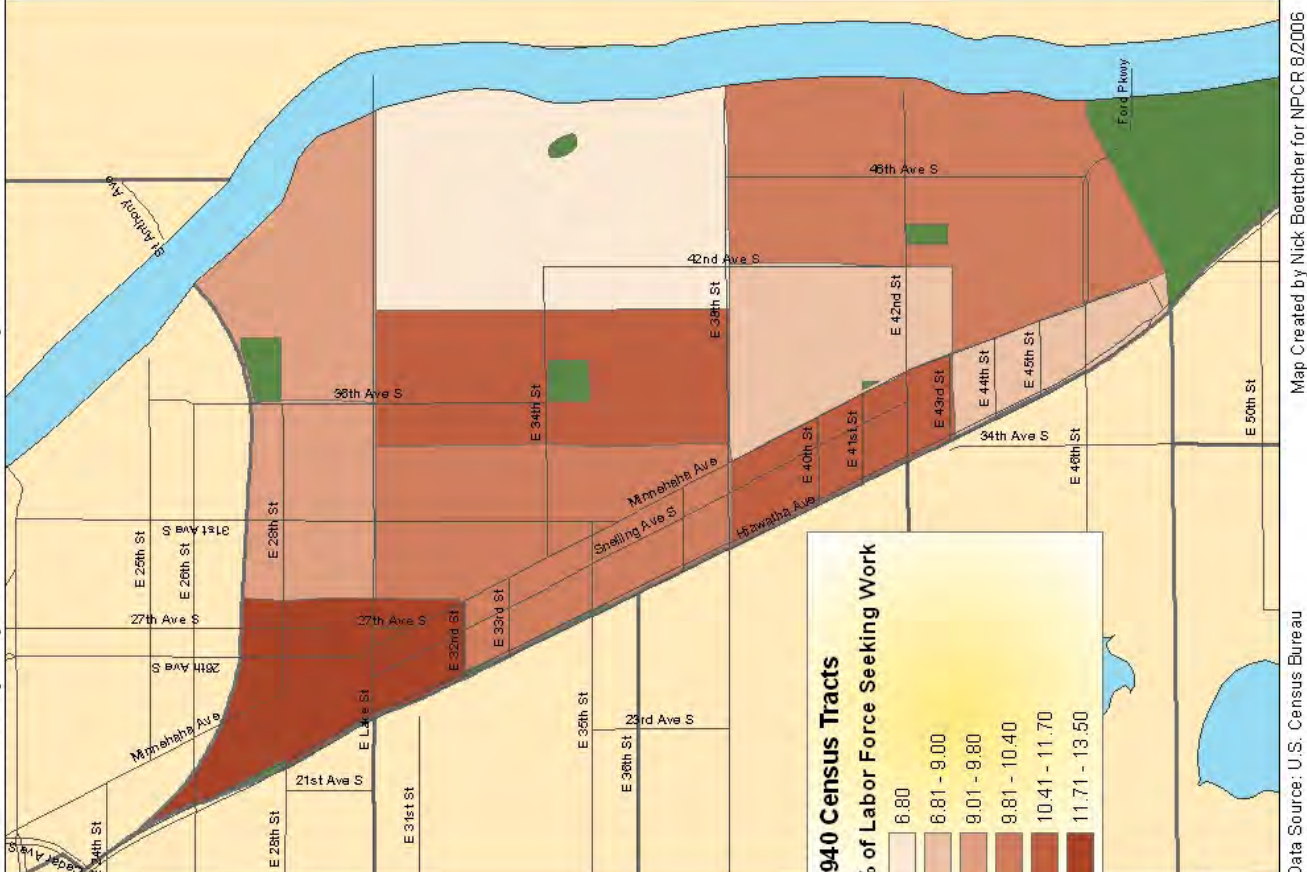 St Anthony Ave
Ford Pkwy
46th Ave S
42nd Ave S
E 38th St
E 42nd St
36th Ave S
E 34th St
E 44th St
E 45th St
E 43rd St
E 50th St
E 40th St
E 41st St
34th Ave S
E 46th St
Minnehaha Ave
Snelling Ave S
Hiawatha Ave
31st Ave S
E 25th St
E 26th St
E 28th St
27th Ave S
27th Ave S
E 32nd St
E 33rd St
26th Ave S
Minnehaha Ave
E Lake St
E 35th St
23rd Ave S
E 36th St
21st Ave S
E 31st St
E 28th St
24th St
Cedar Ave S
940 Census Tracts
% of Labor Force Seeking Work
6.80
6.81 - 9.00
9.01 - 9.80
9.81 - 10.40
10.41 - 11.70
11.71 - 13.50
Data Source: U.S. Census Bureau
Map Created by Nick Boettcher for NPCR 8/2006